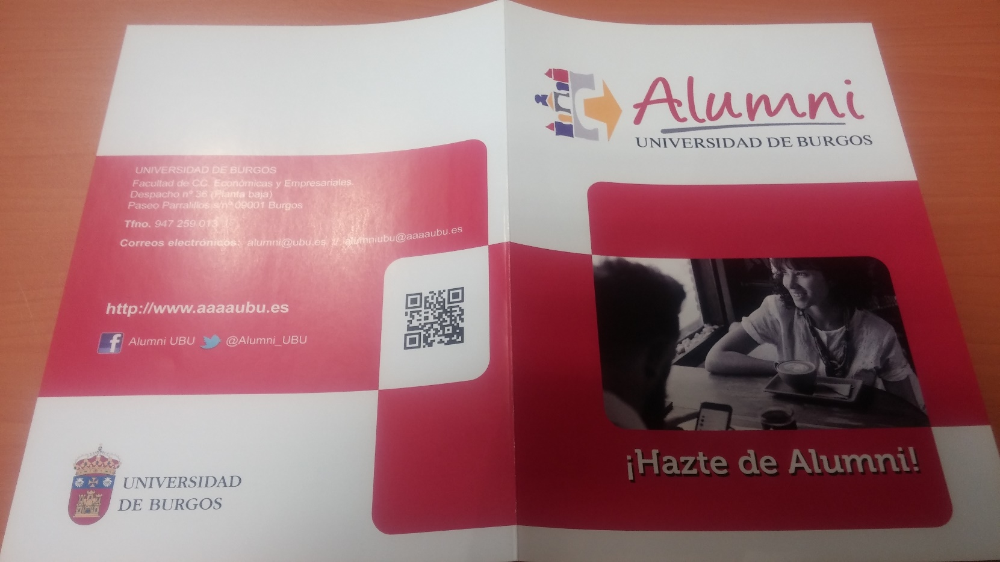 UNIVERSIDAD DE BURGOS
Facultad de CC. Económicas y Empresariales.
Despacho nº 36 (Planta baja)
Paseo Parralillos s/nº 09001 Burgos
Tfno. 947 259 013
Correos electrónicos: alumni@ubu.es / alumniubu@aaaaubu.es
http://www.aaaaubu.es
f Alumni UBU @Alumni_UBU
UNIVERSIDAD
DE BURGOS
Alumni
UNIVERSIDAD DE BURGOS
¡Hazte de Alumni!